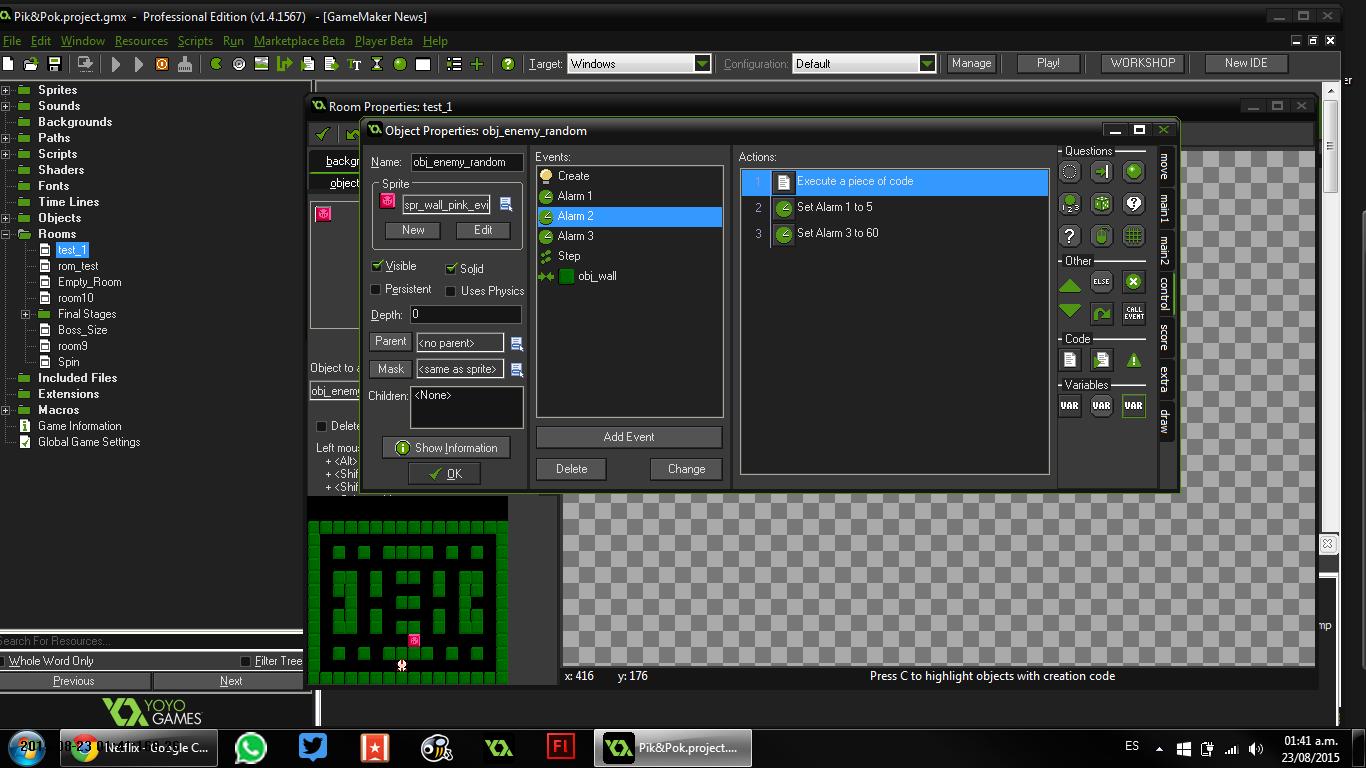 Pik&Pok.project.gmx - Professional Edition (v1.4.1567) - [GameMaker News]
File Edit Window Resources Scripts Run Marketplace Beta Player Beta Help
Target: Windows Configuration: Default Manage Play! WORKSHOP New IDE
Sprites
Sounds
Backgrounds
Paths
Scripts
Shaders
Fonts
Time Lines
Objects
Rooms
test_1
rom_test
Empty_Room
room10
Final Stages
Boss_Size
room9
Spin
Included Files
Extensions
Macros
Game Information
Global Game Settings
Search For Resources...
Whole Word Only Filter Tree
Previous Next
YOYO
GAMES
Room Properties: test_1
backgr
object
Object to a
obj_enemy
Delete
Left mous
+ <Alt>
+ <Shif
+ <Shif
Object Properties: obj_enemy_random
Name: obj_enemy_random
Sprite
spr_wall_pink_evi
New Edit
Visible Solid
Persistent Uses Physics
Depth: 0
Parent <no parent>
Mask <same as sprite>
Children: <None>
Show Information
OK
Events:
Create
Alarm 1
Alarm 2
Alarm 3
Step
obj_wall
Add Event
Delete Change
Actions:
1 Execute a piece of code
2 Set Alarm 1 to 5
3 Set Alarm 3 to 60
Questions
Other
ELSE
CALL EVENT
Code
Variables
VAR VAR VAR
move
main1
main2
control
score
extra
draw
er
mp
x: 416 y: 176 Press C to highlight objects with creation code
Netflix - Google C...
Fl
Pik&Pok.project....
ES
01:41 a.m.
23/08/2015